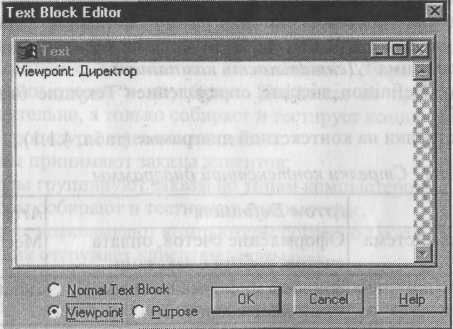 Text Block Editor
Text
Viewpoint: Директор
Normal Text Block
Viewpoint
Purpose
OK
Cancel
Help